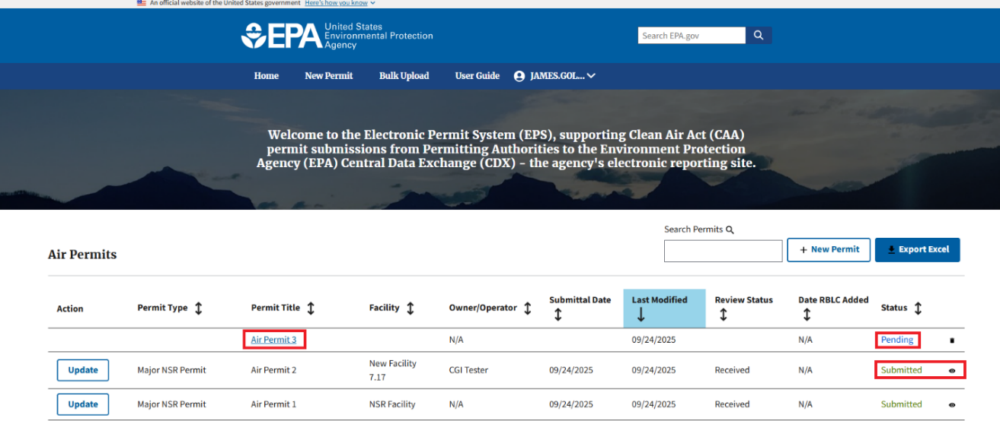 An official website of the United States government Here's how you know
EPA United States
Environmental Protection
Agency
Search EPA.gov
Home New Permit Bulk Upload User Guide JAMES.GOL...
Welcome to the Electronic Permit System (EPS), supporting Clean Air Act (CAA)
permit submissions from Permitting Authorities to the Environment Protection
Agency (EPA) Central Data Exchange (CDX) - the agency's electronic reporting site.
Search Permits
Air Permits
+ New Permit Export Excel
Action Permit Type Permit Title Facility Owner/Operator Submittal Date Last Modified Review Status Date RBLC Added Status
Air Permit 3 N/A 09/24/2025 N/A Pending
Update Major NSR Permit Air Permit 2 New Facility 7.17 CGI Tester 09/24/2025 09/24/2025 Received N/A Submitted
Update Major NSR Permit Air Permit 1 NSR Facility N/A 09/24/2025 09/24/2025 Received N/A Submitted